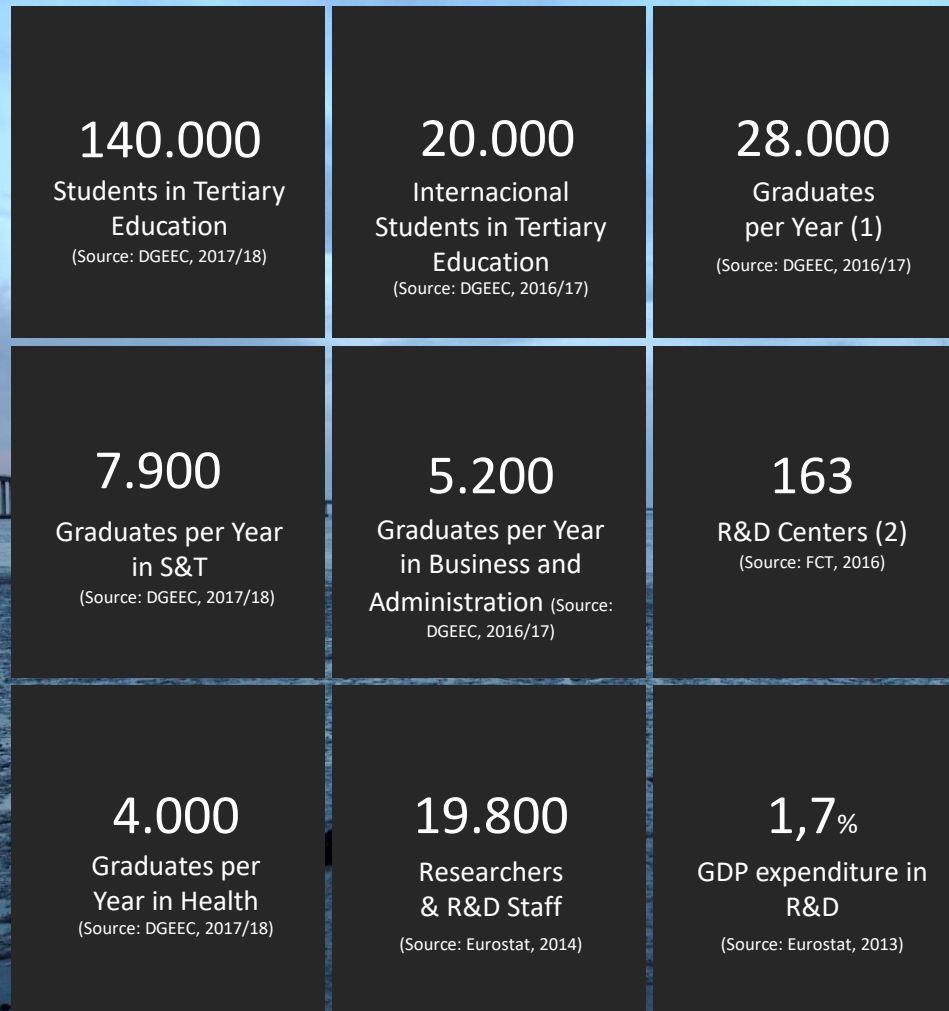 140.000
Students in Tertiary
Education
(Source: DGEEC, 2017/18)
20.000
Internacional
Students in Tertiary
Education
(Source: DGEEC, 2016/17)
28.000
Graduates
per Year (1)
(Source: DGEEC, 2016/17)
7.900
Graduates per Year
in S&T
(Source: DGEEC, 2017/18)
5.200
Graduates per Year
in Business and
Administration (Source:
DGEEC, 2016/17)
163
R&D Centers (2)
(Source: FCT, 2016)
4.000
Graduates per
Year in Health
(Source: DGEEC, 2017/18)
19.800
Researchers
& R&D Staff
(Source: Eurostat, 2014)
1,7%
GDP expenditure in
R&D
(Source: Eurostat, 2013)